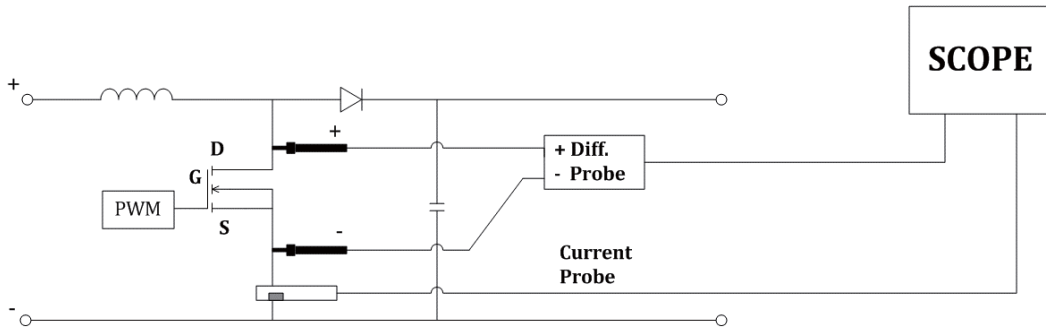 SCOPE
+
+
D
+ Diff.
- Probe
G
PWM
S
-
Current
Probe
-